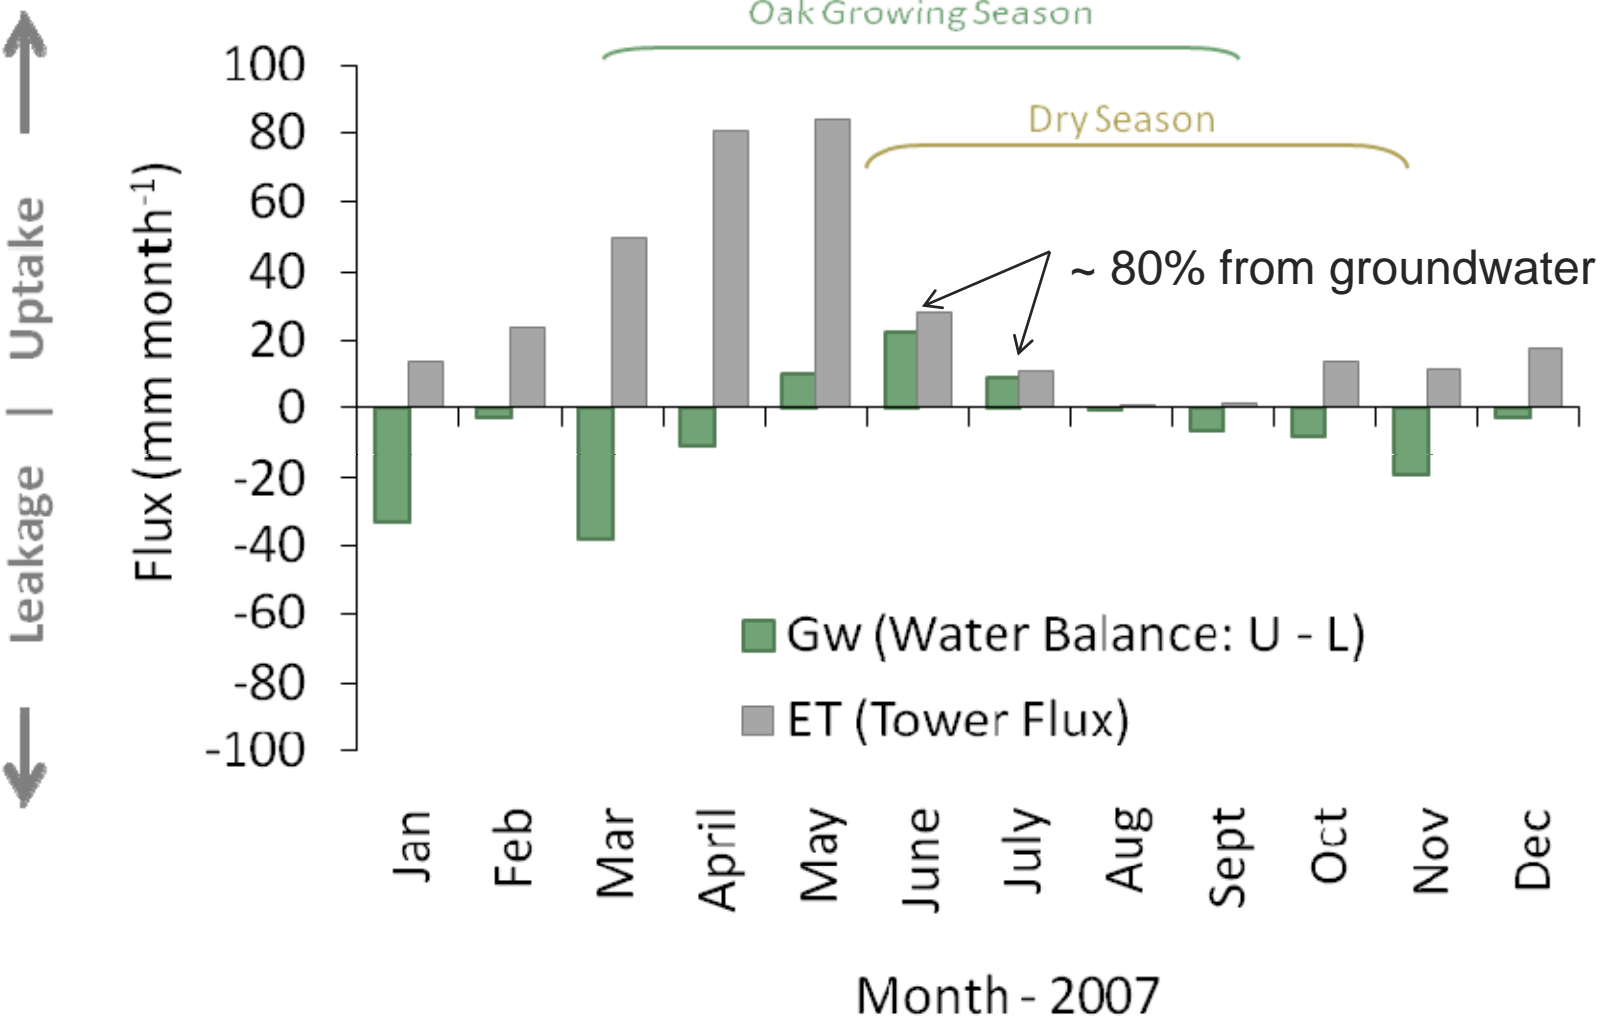 Oak Growing Season
Dry Season
~ 80% from groundwater
Leakage | Uptake
Flux (mm month-1)
100
80
60
40
20
0
-20
-40
-60
-80
-100
Gw (Water Balance: U - L)
ET (Tower Flux)
Jan
Feb
Mar
April
May
June
July
Aug
Sept
Oct
Nov
Dec
Month - 2007